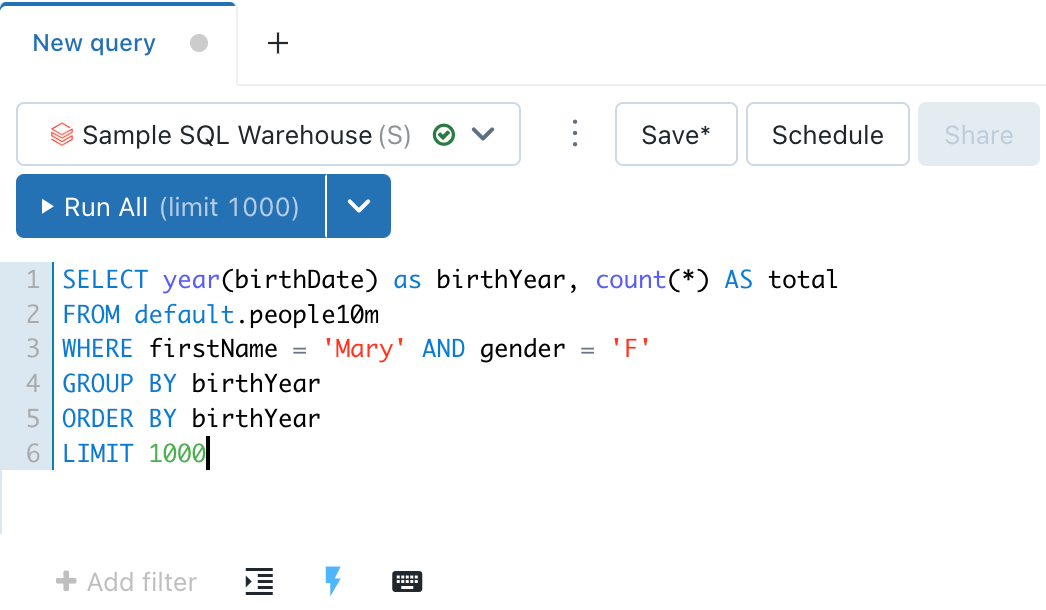 New query
Sample SQL Warehouse (S)
Save*
Schedule
Share
Run All (limit 1000)
1 SELECT year(birthDate) as birthYear, count(*) AS total
2 FROM default.people10m
3 WHERE firstName = 'Mary' AND gender = 'F'
4 GROUP BY birthYear
5 ORDER BY birthYear
6 LIMIT 1000
Add filter